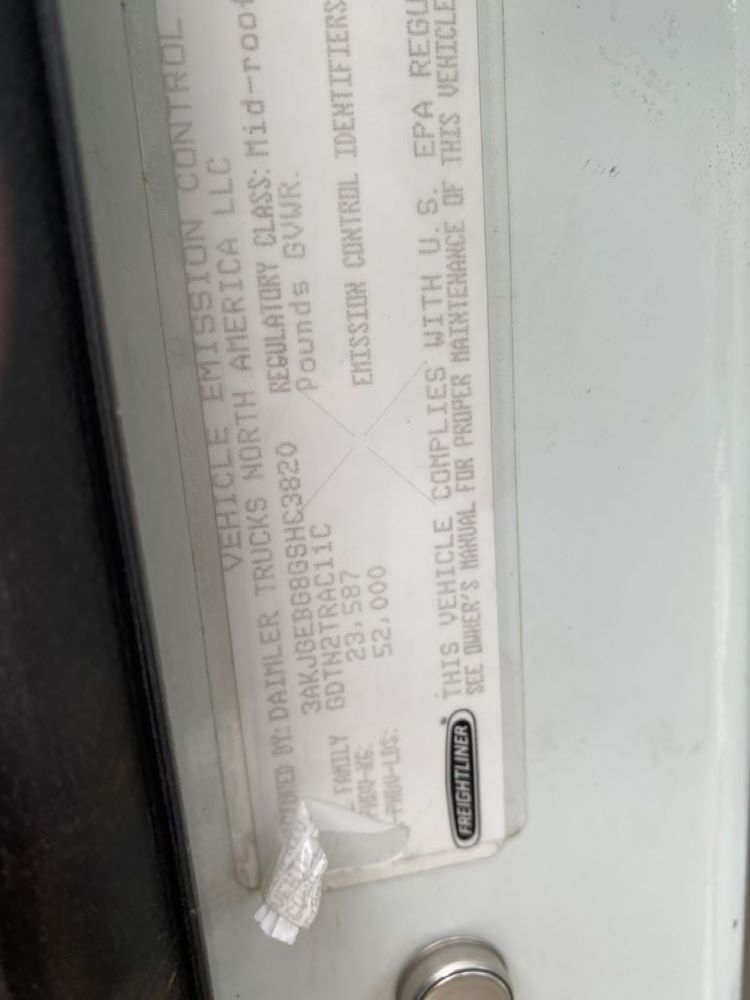 VEHICLE EMISSION CONTROL
DAIMLER TRUCKS NORTH AMERICA LLC
3AKJGEBG8GSHC3820 REGULATORY CLASS: Mid-roof
FAMILY GDTN2TRAC11C Pounds GVWR.
23,587
52,000 EMISSION CONTROL IDENTIFIERS
THIS VEHICLE COMPLIES WITH U.S. EPA REGU
SEE OWNER'S MANUAL FOR PROPER MAINTENANCE OF THIS VEHICLE
FREIGHTLINER